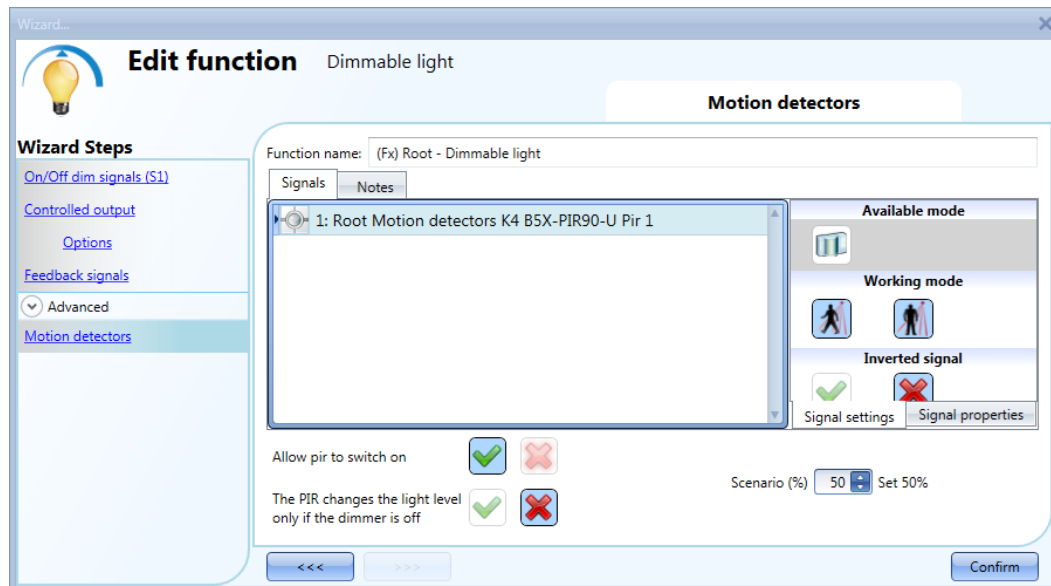 Wizard...
Edit function Dimmable light
Motion detectors
Wizard Steps
On/Off dim signals (S1)
Controlled output
Options
Feedback signals
Advanced
Motion detectors
Function name: (Fx) Root - Dimmable light
Signals Notes
1: Root Motion detectors K4 B5X-PIR90-U Pir 1
Available mode
Working mode
Inverted signal
Signal settings Signal properties
Allow pir to switch on
The PIR changes the light level
only if the dimmer is off
Scenario (%) 50 Set 50%
<<< >>> Confirm